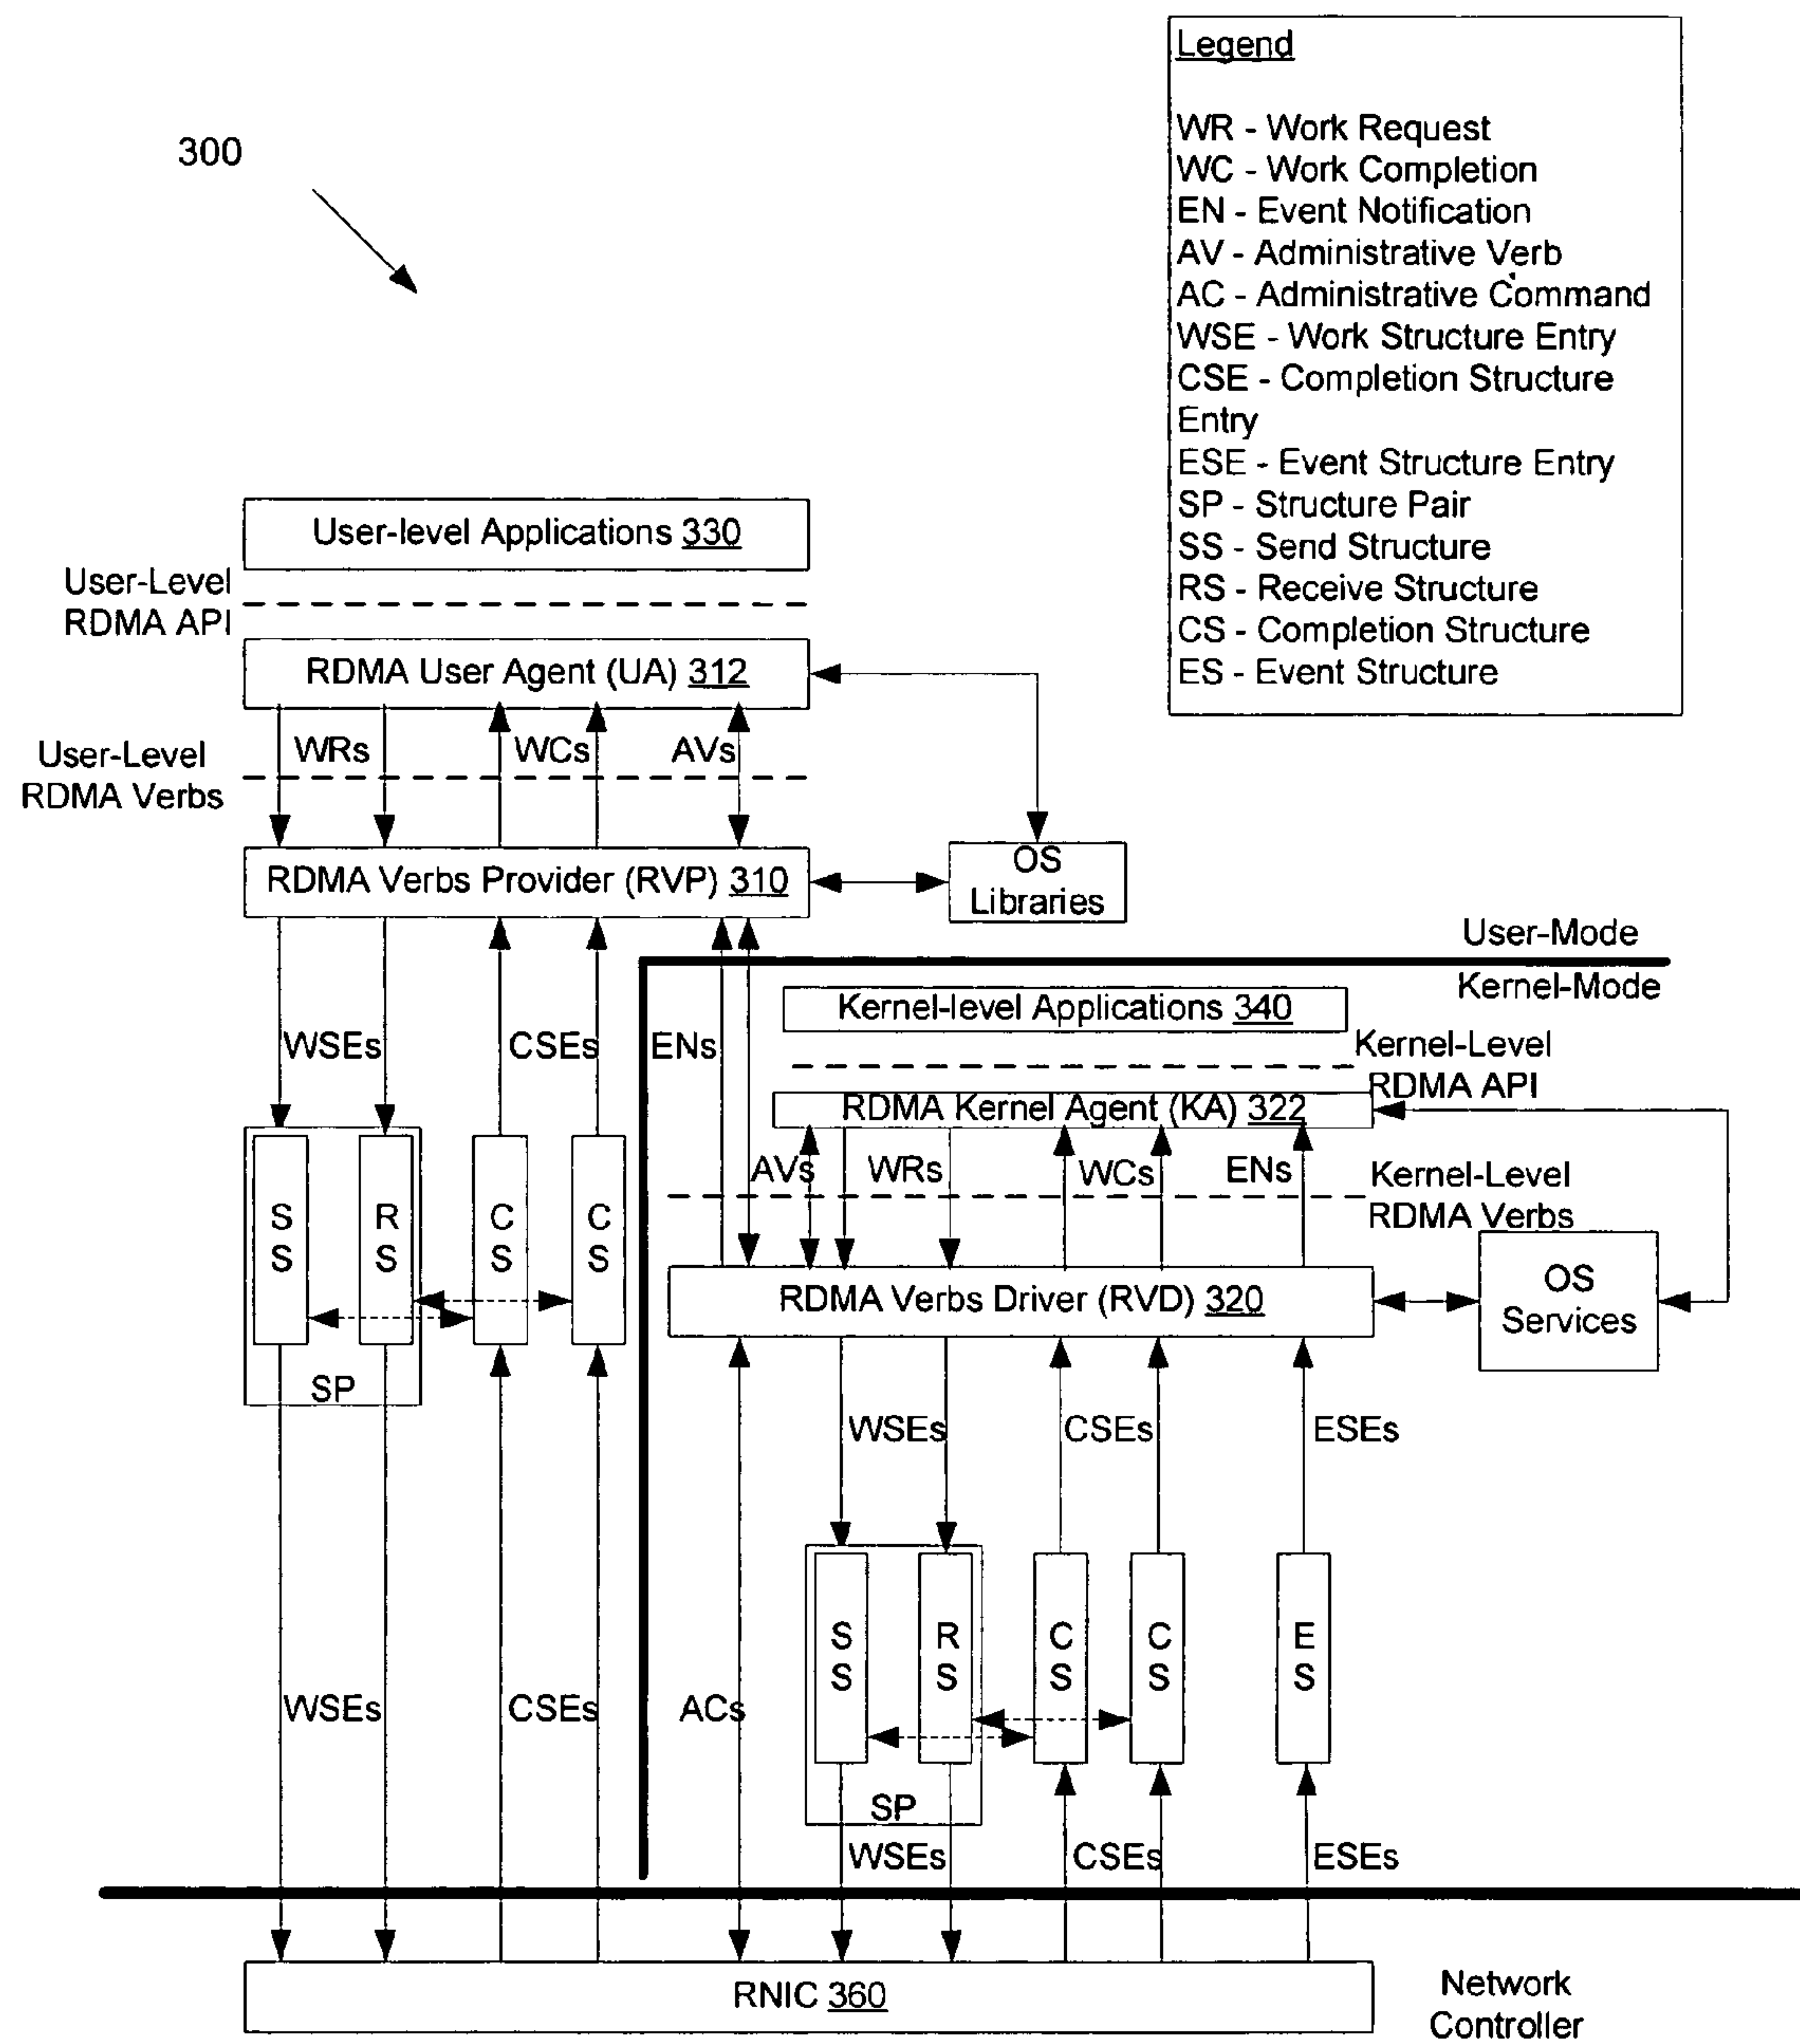 Legend
WR - Work Request
WC - Work Completion
EN - Event Notification
AV - Administrative Verb
AC - Administrative Command
WSE - Work Structure Entry
CSE - Completion Structure
Entry
ESE - Event Structure Entry
SP - Structure Pair
SS - Send Structure
RS - Receive Structure
CS - Completion Structure
ES - Event Structure
300
User-level Applications 330
User-Level
RDMA API
RDMA User Agent (UA) 312
WRs WCs AVs
User-Level
RDMA Verbs
RDMA Verbs Provider (RVP) 310
OS
Libraries
User-Mode
Kernel-Mode
Kernel-level Applications 340
WSEs CSEs ENs
Kernel-Level
RDMA API
RDMA Kernel Agent (KA) 322
AVs WRs WCs ENs
Kernel-Level
RDMA Verbs
S R C C
S S S S
SP
RDMA Verbs Driver (RVD) 320
OS
Services
WSEs CSEs ESEs
S R C C E
S S S S S
SP
WSEs CSEs ACs
WSEs CSEs ESEs
RNIC 360
Network
Controller